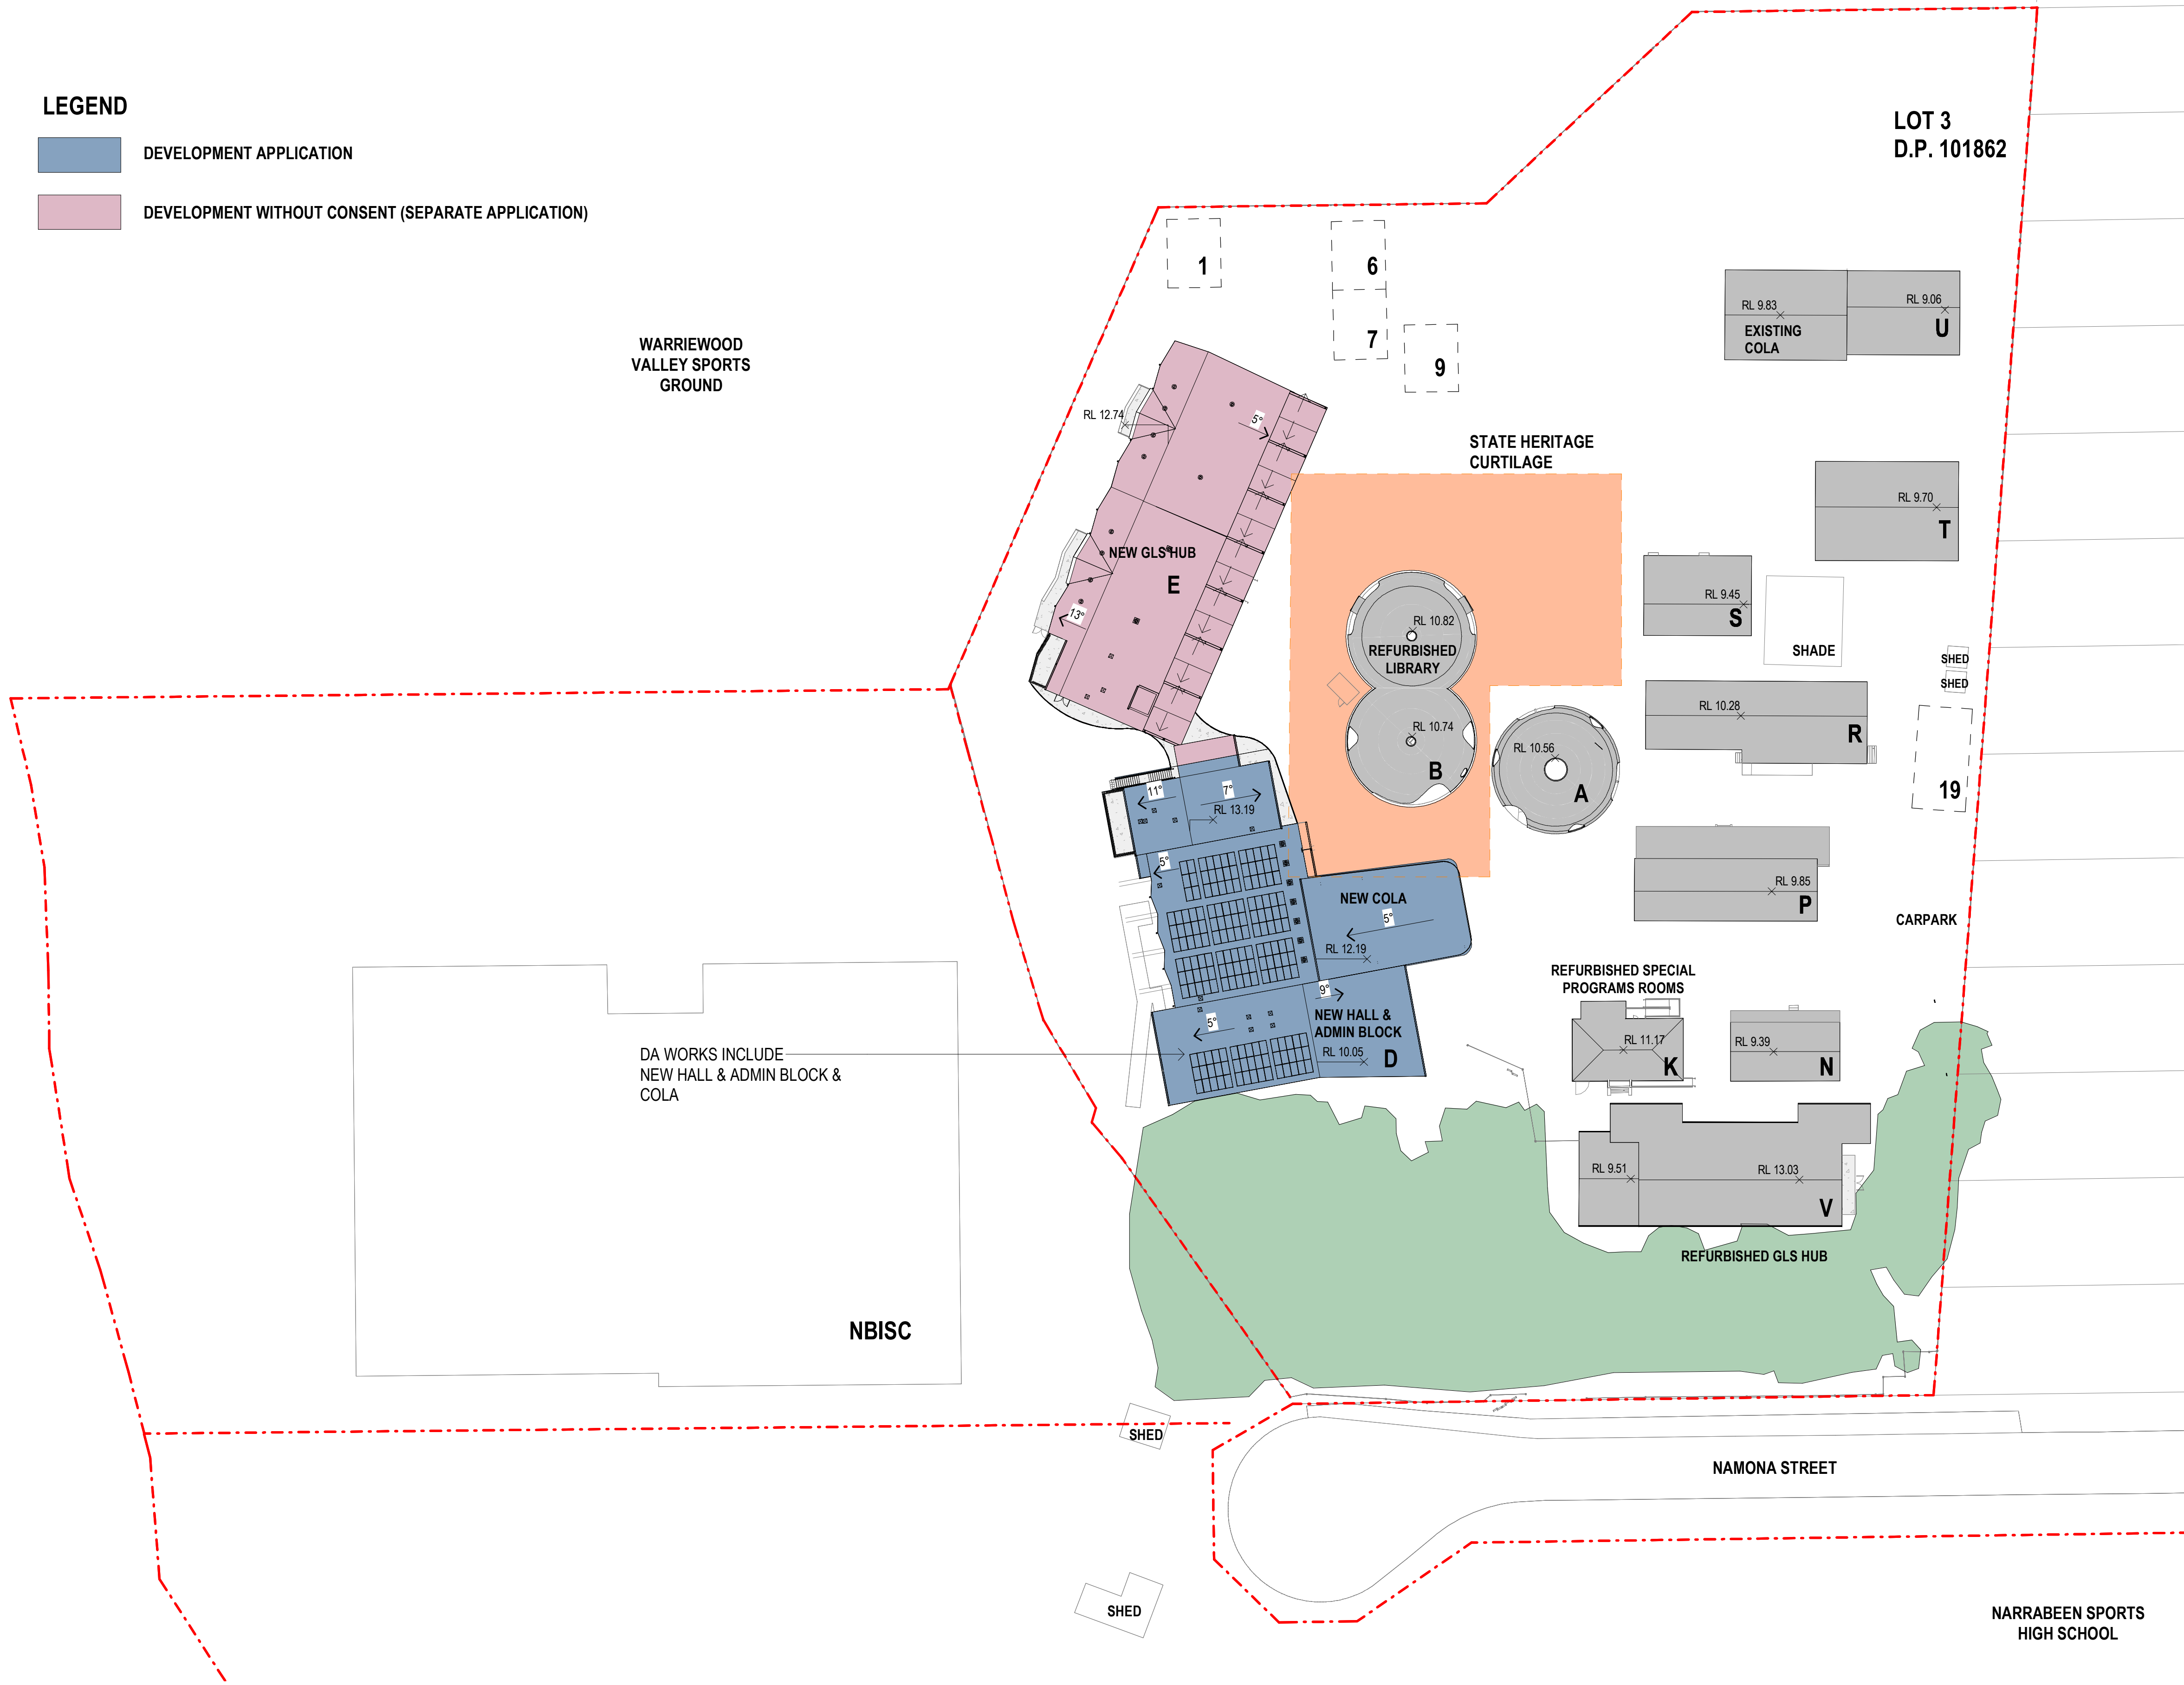 LEGEND
DEVELOPMENT APPLICATION
DEVELOPMENT WITHOUT CONSENT (SEPARATE APPLICATION)
LOT 3
D.P. 101862
WARRIEWOOD
VALLEY SPORTS
GROUND
1
6
7
9
RL 9.83
EXISTING
COLA
RL 9.06
U
RL 12.74
5°
STATE HERITAGE
CURTILAGE
RL 9.70
T
NEW GLS HUB
E
13°
RL 9.45
S
SHADE
RL 10.82
REFURBISHED
LIBRARY
SHED
SHED
RL 10.28
R
RL 10.74
B
RL 10.56
A
19
11°
7°
RL 13.19
5°
RL 9.85
P
NEW COLA
5°
RL 12.19
CARPARK
REFURBISHED SPECIAL
PROGRAMS ROOMS
9°
5°
NEW HALL &
ADMIN BLOCK
RL 10.05
D
RL 11.17
K
RL 9.39
N
DA WORKS INCLUDE
NEW HALL & ADMIN BLOCK &
COLA
RL 9.51
RL 13.03
V
REFURBISHED GLS HUB
NBISC
SHED
NAMONA STREET
SHED
NARRABEEN SPORTS
HIGH SCHOOL